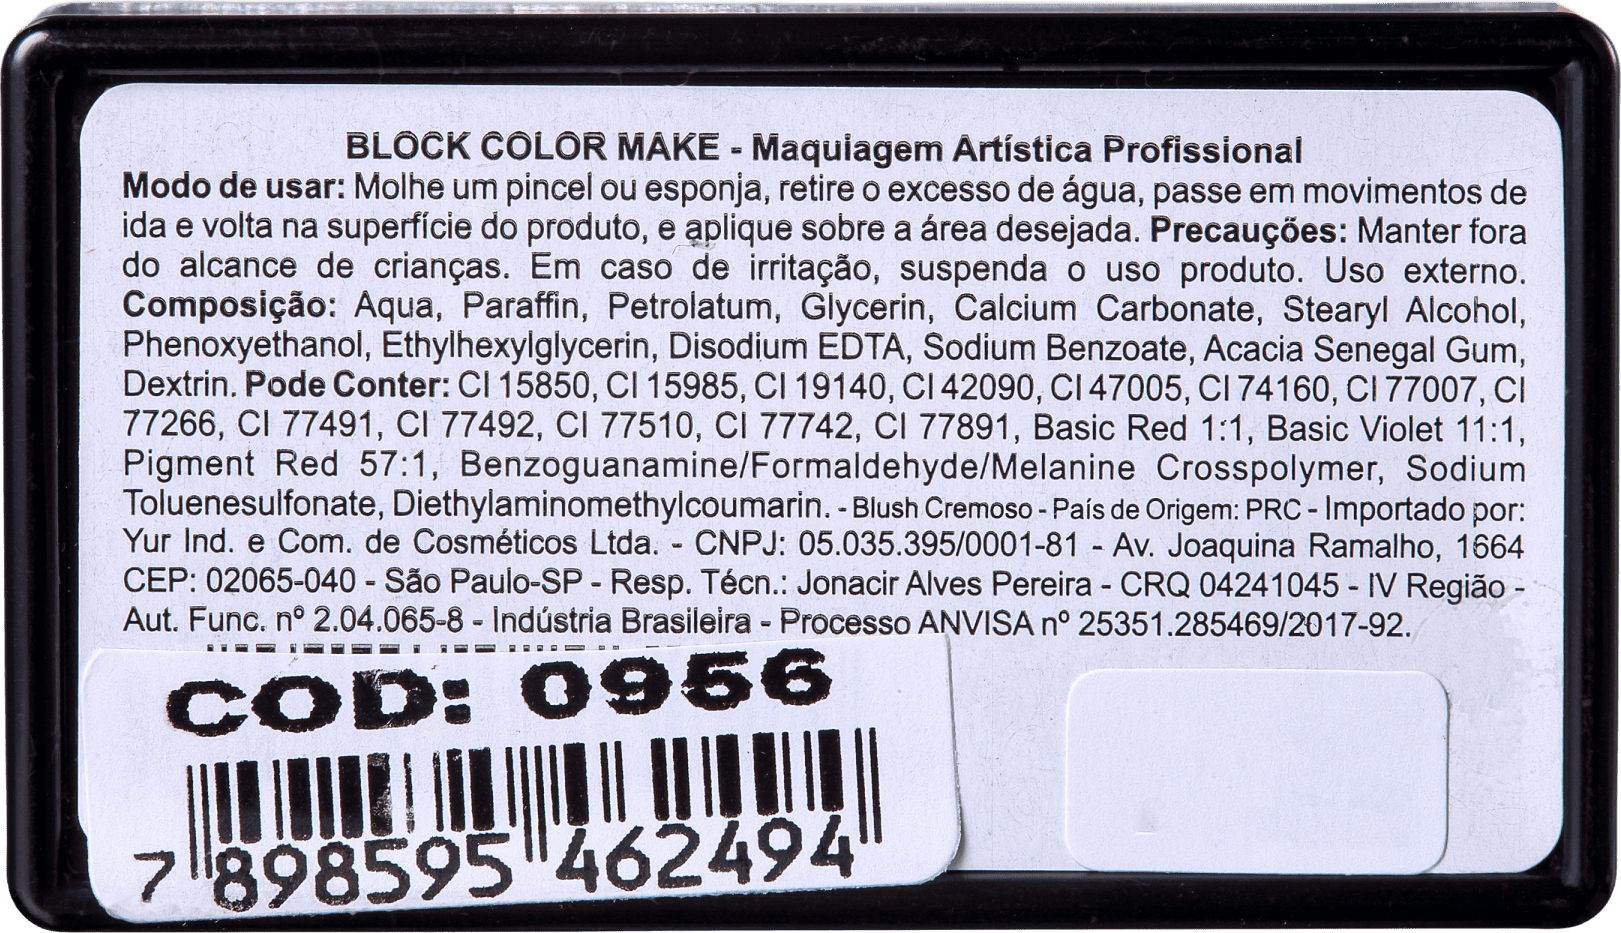 BLOCK COLOR MAKE - Maquiagem Artística Profissional
Modo de usar: Molhe um pincel ou esponja, retire o excesso de água, passe em movimentos de
ida e volta na superfície do produto, e aplique sobre a área desejada. Precauções: Manter fora
do alcance de crianças. Em caso de irritação, suspenda o uso produto. Uso externo.
Composição: Aqua, Paraffin, Petrolatum, Glycerin, Calcium Carbonate, Stearyl Alcohol,
Phenoxyethanol, Ethylhexylglycerin, Disodium EDTA, Sodium Benzoate, Acacia Senegal Gum,
Dextrin. Pode Conter: CI 15850, CI 15985, CI 19140, CI 42090, CI 47005, CI 74160, CI 77007, CI
77266, CI 77491, CI 77492, CI 77510, CI 77742, CI 77891, Basic Red 1:1, Basic Violet 11:1,
Pigment Red 57:1, Benzoguanamine/Formaldehyde/Melanine Crosspolymer, Sodium
Toluenesulfonate, Diethylaminomethylcoumarin. - Blush Cremoso - País de Origem: PRC - Importado por:
Yur Ind. e Com. de Cosméticos Ltda. - CNPJ: 05.035.395/0001-81 - Av. Joaquina Ramalho, 1664
CEP: 02065-040 - São Paulo-SP - Resp. Técn.: Jonacir Alves Pereira - CRQ 04241045 - IV Região -
Aut. Func. nº 2.04.065-8 - Indústria Brasileira - Processo ANVISA nº 25351.285469/2017-92.
COD: 0956
7 898595 462494